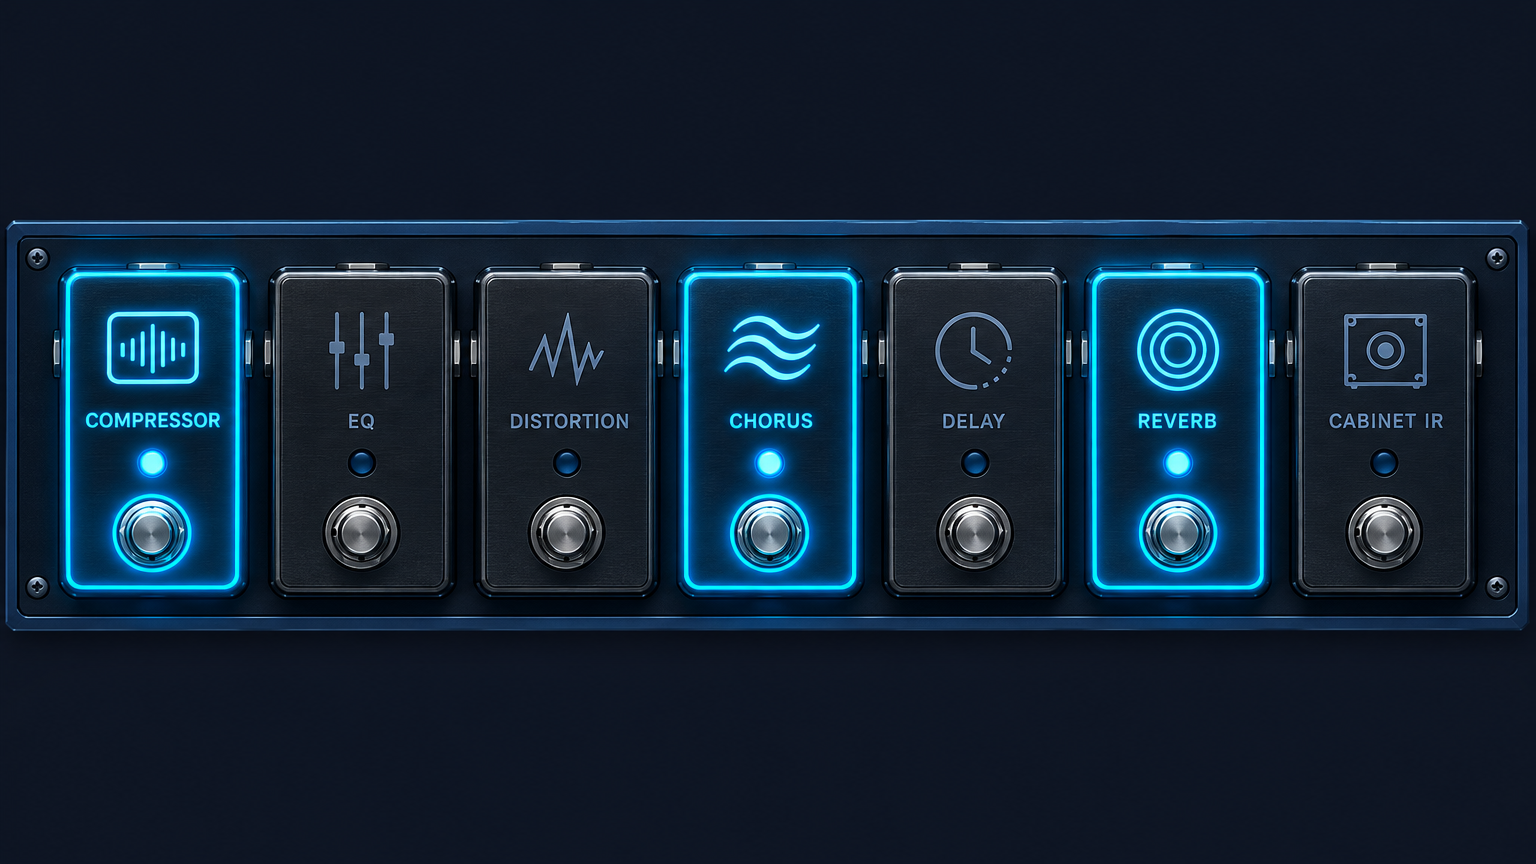 COMPRESSOR
EQ
DISTORTION
CHORUS
DELAY
REVERB
CABINET IR